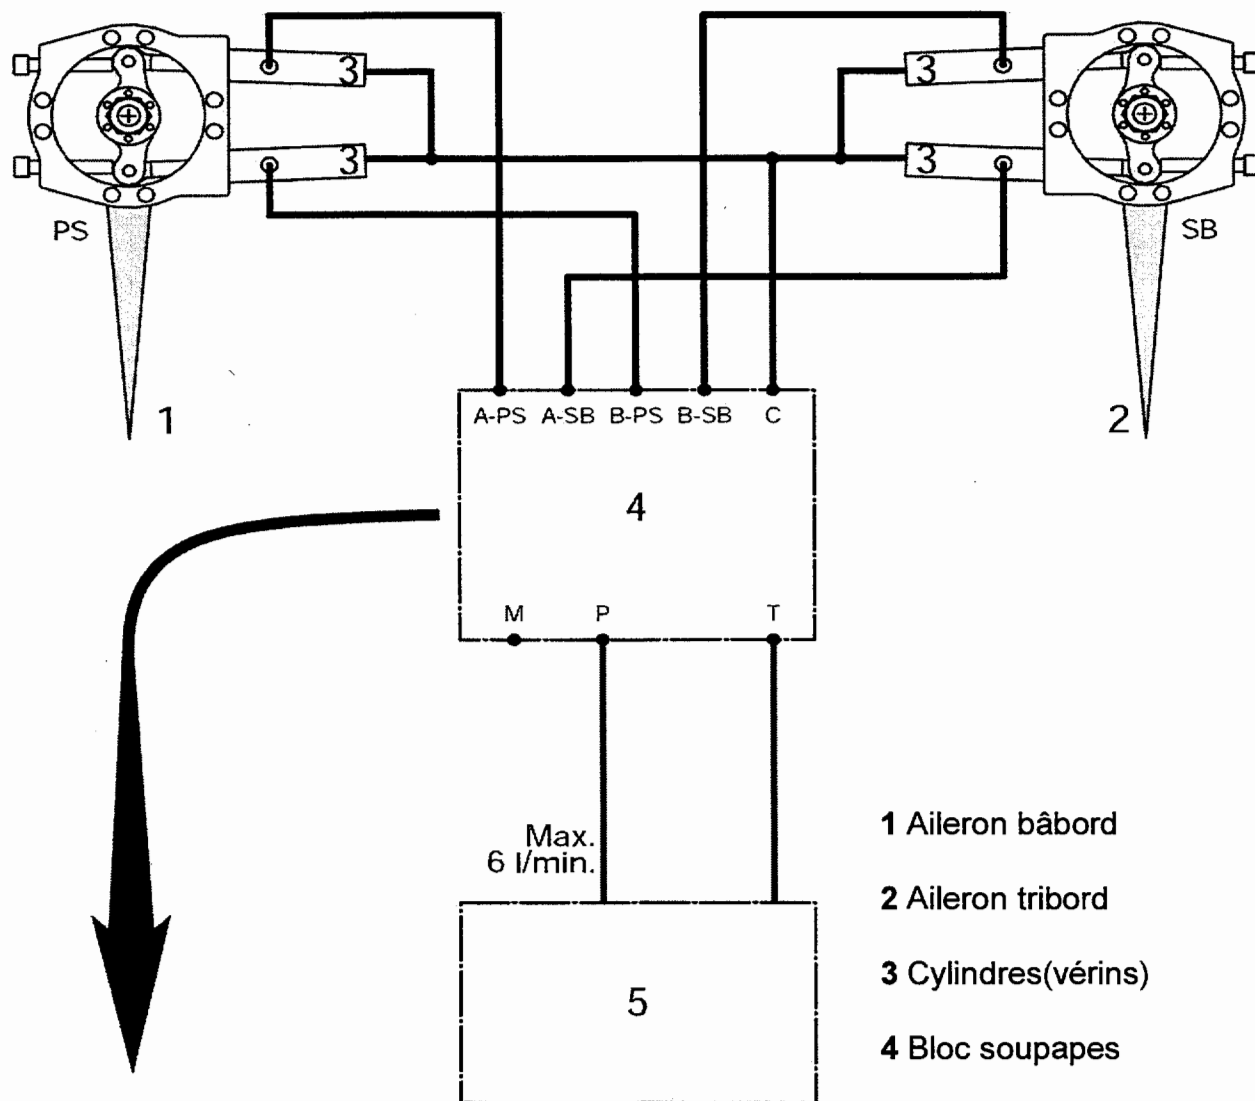 3
3
3
3
PS
SB
1
2
A-PS A-SB B-PS B-SB C
4
M P T
Max.
6 l/min.
5
1 Aileron bâbord
2 Aileron tribord
3 Cylindres(vérins)
4 Bloc soupapes